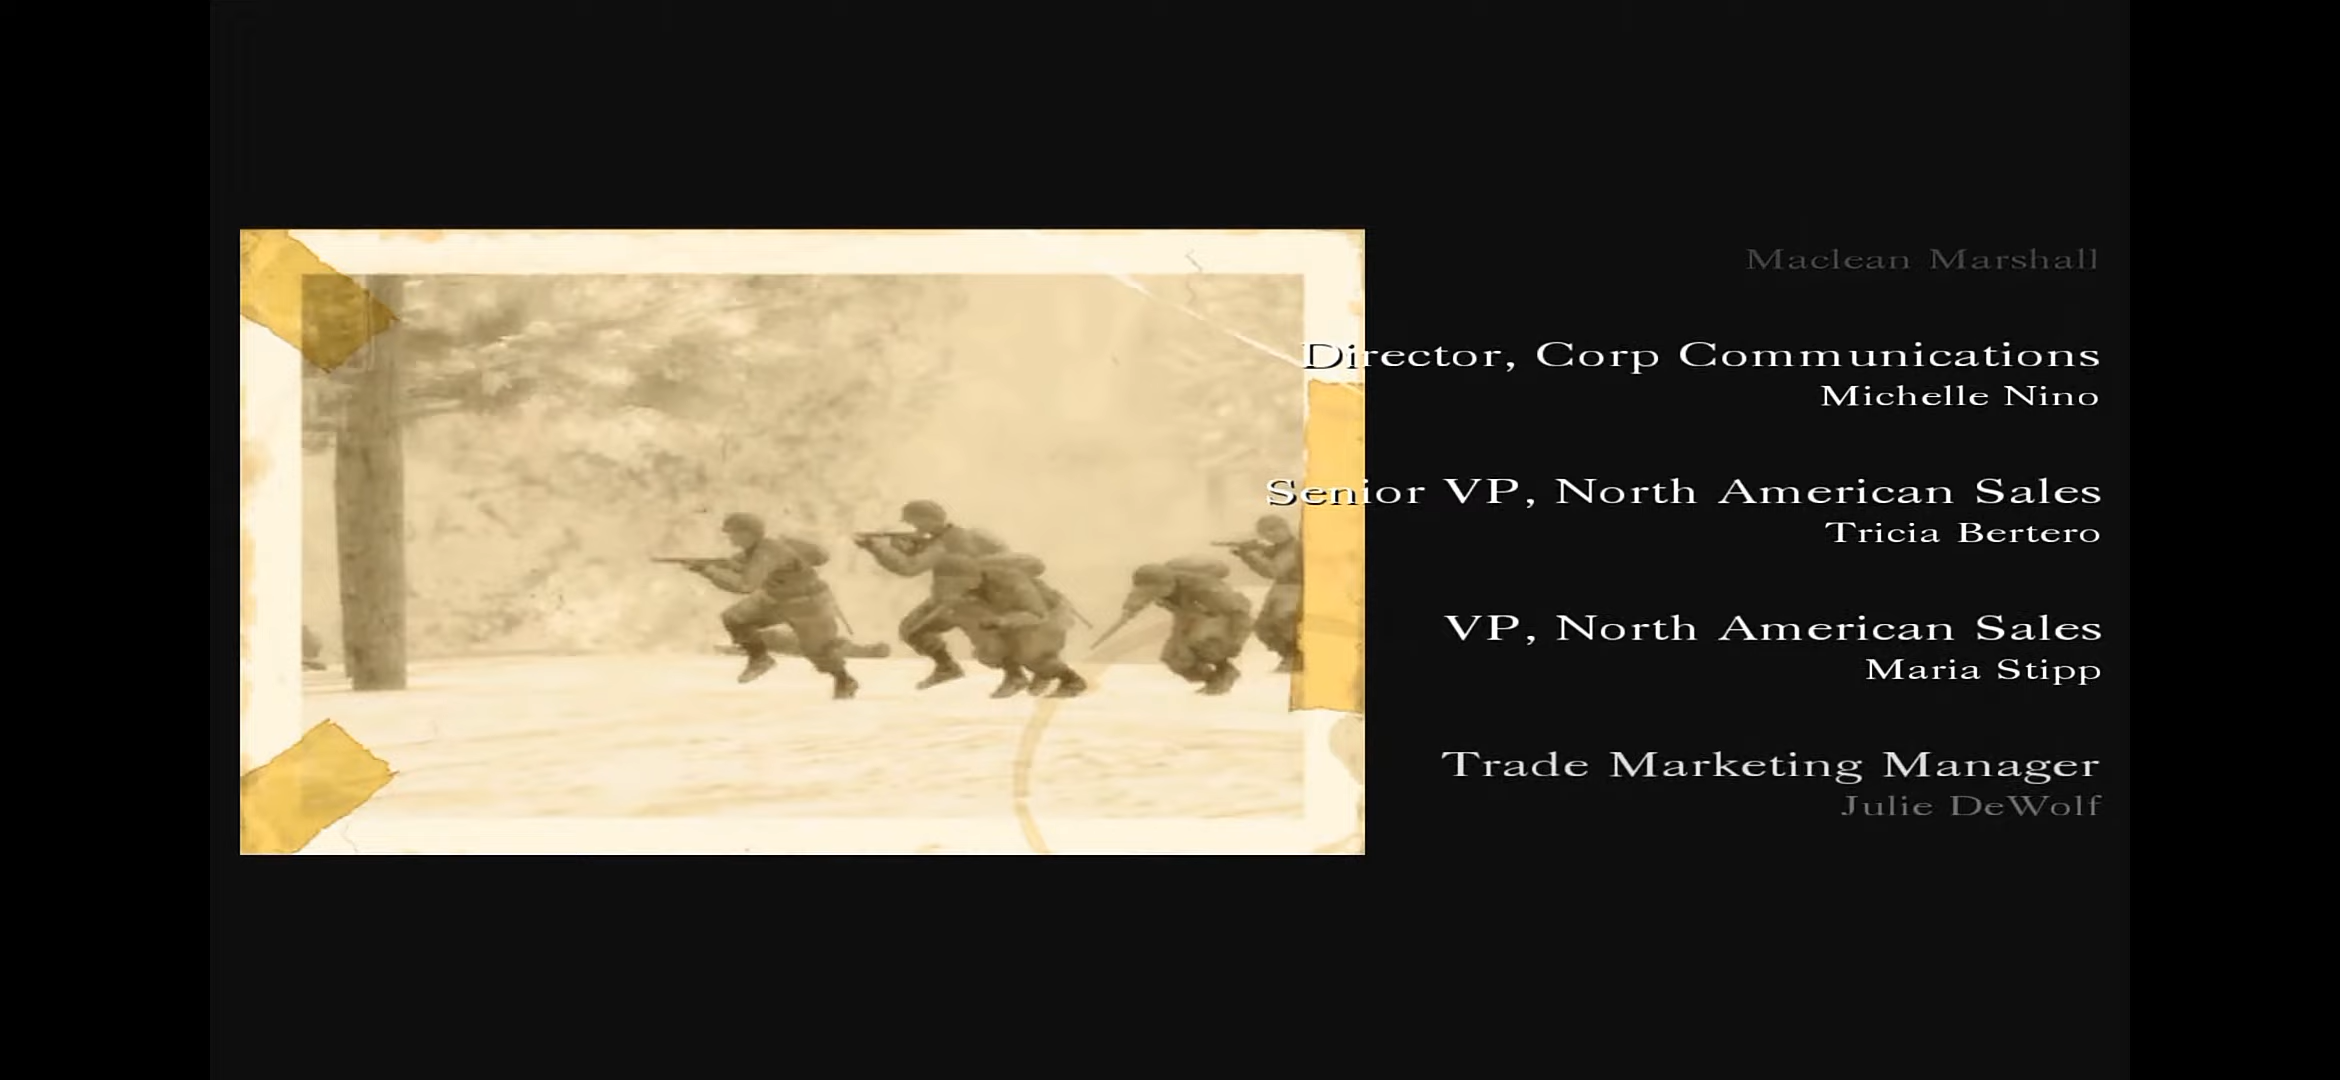 Maclean Marshall
Director, Corp Communications
Michelle Nino
Senior VP, North American Sales
Tricia Bertero
VP, North American Sales
Maria Stipp
Trade Marketing Manager
Julie DeWolf